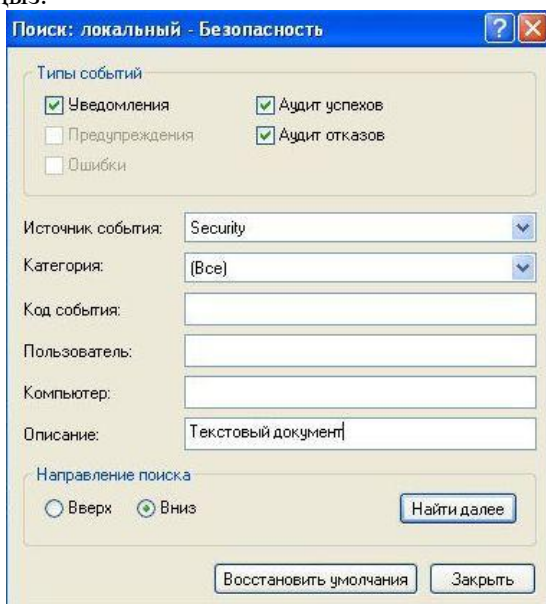 цыз.
Поиск: локальный - Безопасность
Типы событий
Уведомления
Аудит успехов
Предупреждения
Аудит отказов
Ошибки
Источник события: Security
Категория: (Все)
Код события:
Пользователь:
Компьютер:
Описание: Текстовый документ
Направление поиска
Вверх Вниз Найти далее
Восстановить умолчания Закрыть